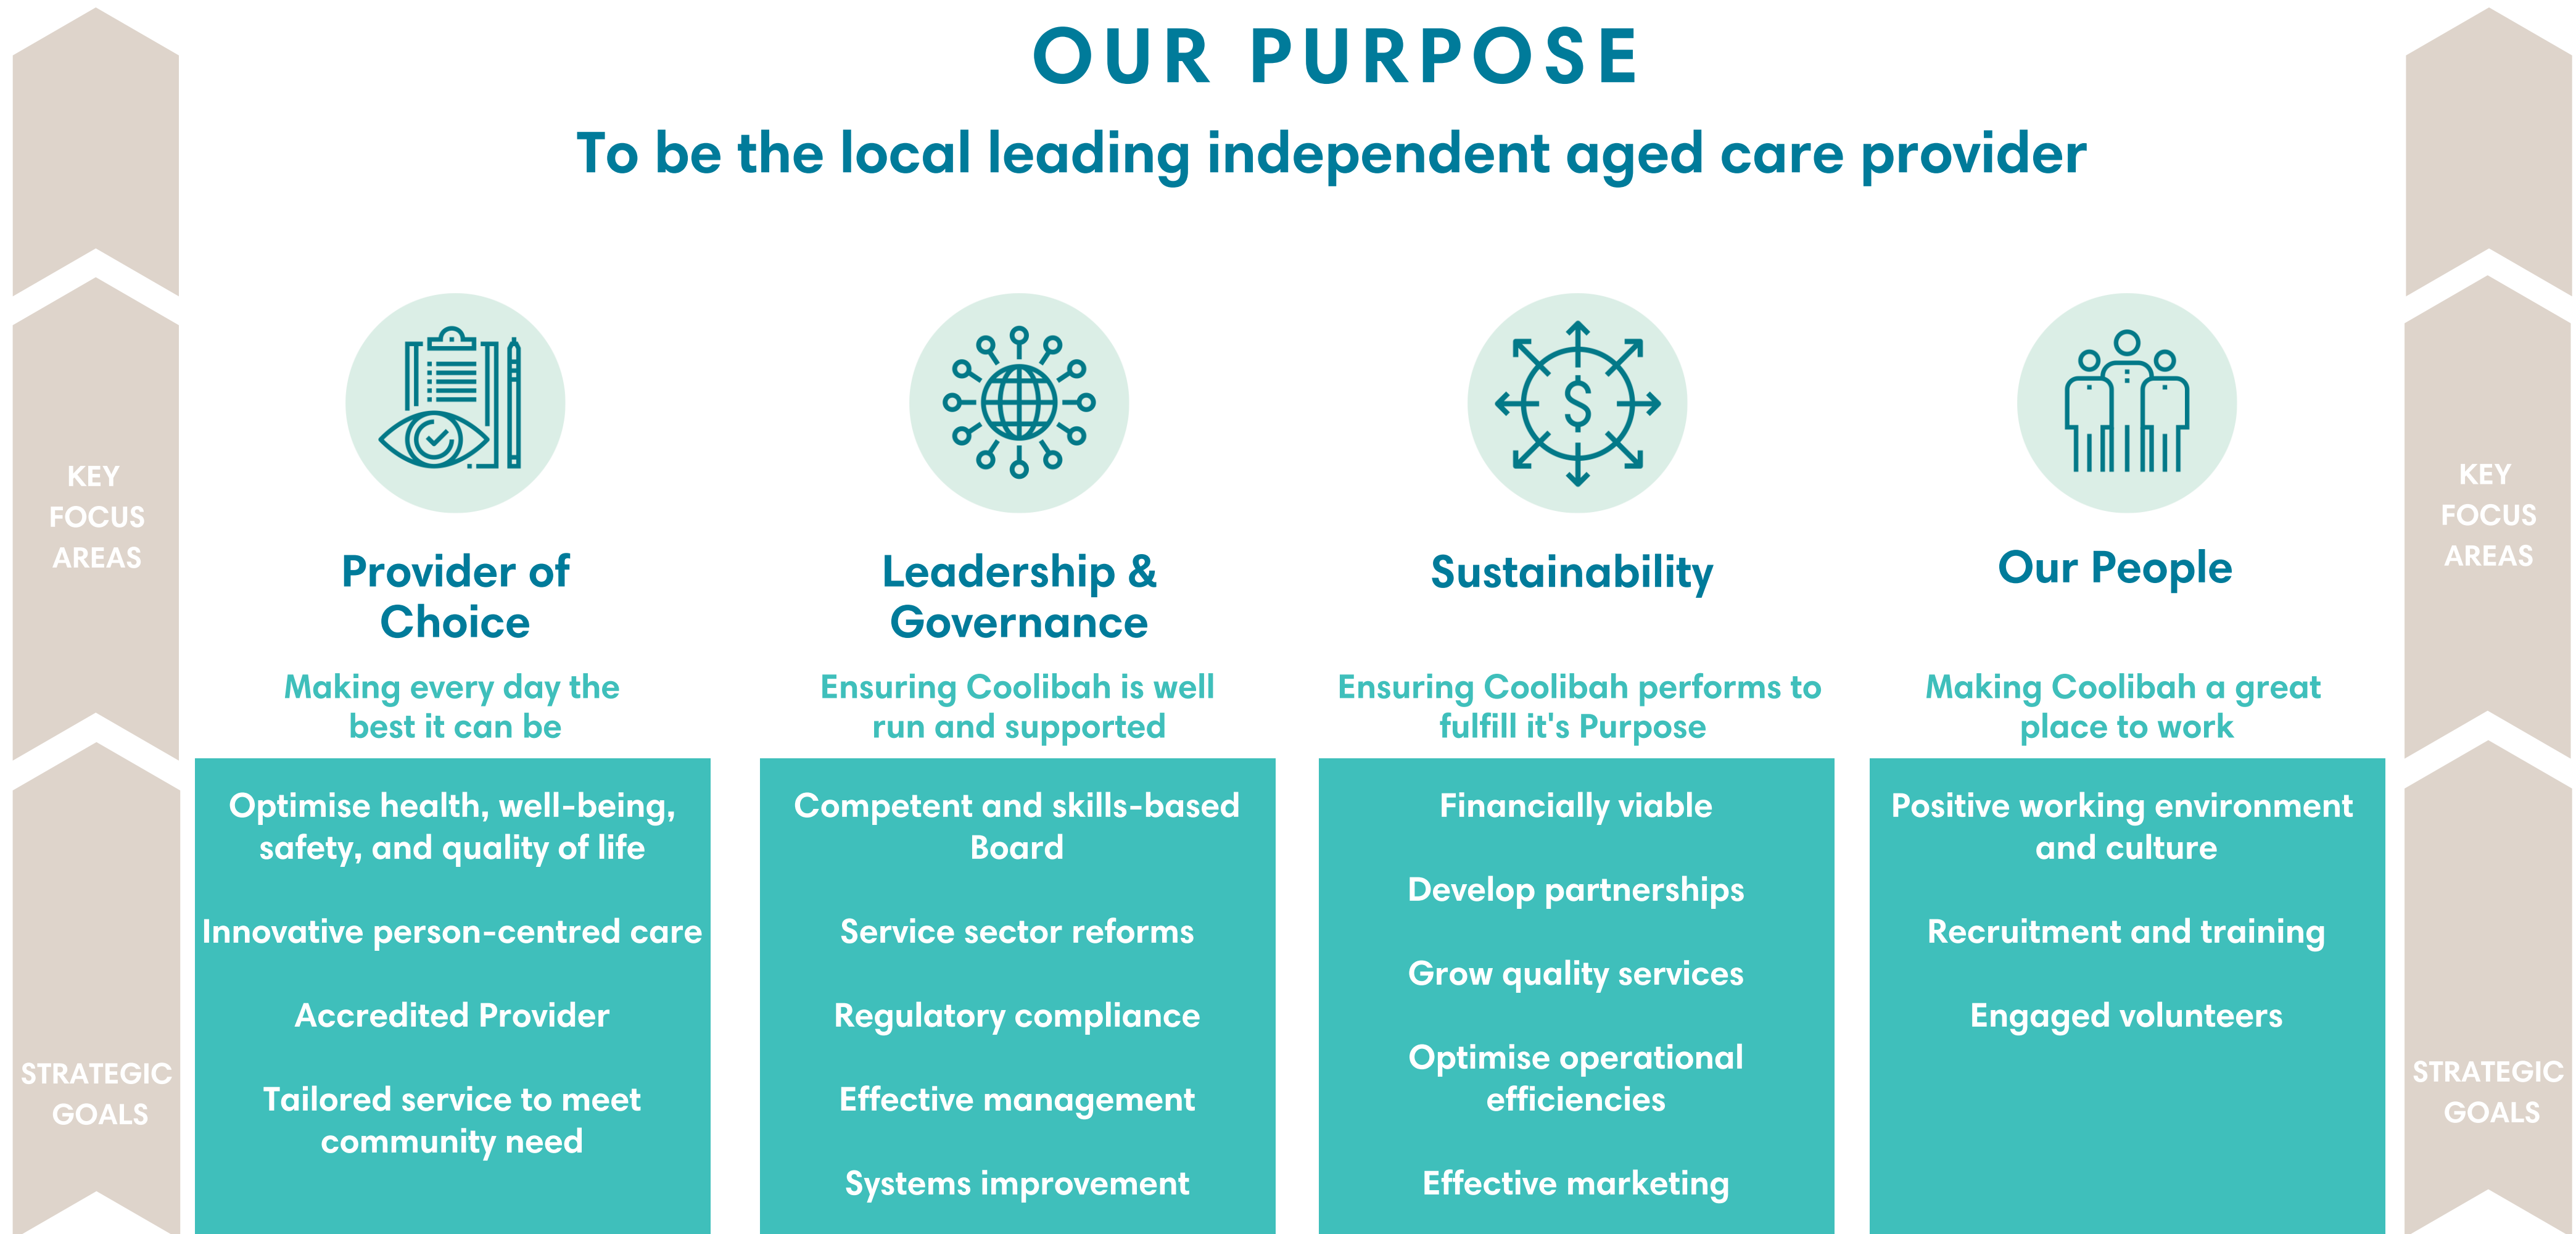 OUR PURPOSE
To be the local leading independent aged care provider
KEY
FOCUS
AREAS
Provider of
Choice
Making every day the
best it can be
Leadership &
Governance
Ensuring Coolibah is well
run and supported
Sustainability
Ensuring Coolibah performs to
fulfill it's Purpose
Our People
Making Coolibah a great
place to work
KEY
FOCUS
AREAS
STRATEGIC
GOALS
Optimise health, well-being,
safety, and quality of life
Innovative person-centred care
Accredited Provider
Tailored service to meet
community need
Competent and skills-based
Board
Service sector reforms
Regulatory compliance
Effective management
Systems improvement
Financially viable
Develop partnerships
Grow quality services
Optimise operational
efficiencies
Effective marketing
Positive working environment
and culture
Recruitment and training
Engaged volunteers
STRATEGIC
GOALS